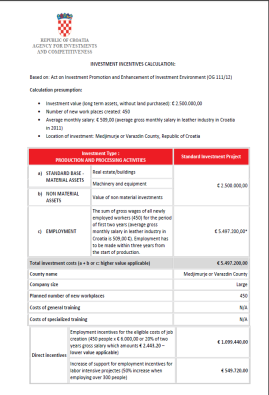 REPUBLIC OF CROATIA
AGENCY FOR INVESTMENTS
AND COMPETITIVENESS
INVESTMENT INCENTIVES CALCULATION:
Based on: Act on Investment Promotion and Enhancement of Investment Environment (OG 111/12)
Calculation presumptions:
• Investment value (long term assets, without land purchased): € 2.500.000,00
• Number of new work places created: 450
• Average monthly salary: € 509,00 (average gross monthly salary in leather industry in Croatia
in 2011)
• Location of investment: Medjimurje or Varazdin County, Republic of Croatia
Investment Type :
PRODUCTION AND PROCESSING ACTIVITIES
Standard Investment Project
a) STANDARD BASE -
MATERIAL ASSETS
Real estate/buildings
Machinery and equipment
b) NON MATERIAL
ASSETS
Value of non material investments
€ 2.500.000,00
c) EMPLOYMENT
The sum of gross wages of all newly
employed workers (450) for the period
of first two years (average gross
monthly salary in leather industry in
Croatia is 509,00 €). Employment has
to be made within three years from
the start of production.
€ 5.497.200,00*
Total investment costs (a + b or c: higher value applicable)
€ 5.497.200,00
County name
Medjimurje or Varazdin County
Company size
Large
Planned number of new workplaces
450
Costs of general training
N/A
Costs of specialized training
N/A
Direct incentives
Employment incentives for the eligible costs of job
creation (450 people x € 6.000,00 or 20% of two
years gross salary which amounts € 2.443,20 –
lower value applicable)
€ 1.099.440,00
Increase of support for employment incentives for
labor intensive projects (50% increase when
employing over 300 people)
€ 549.720,00